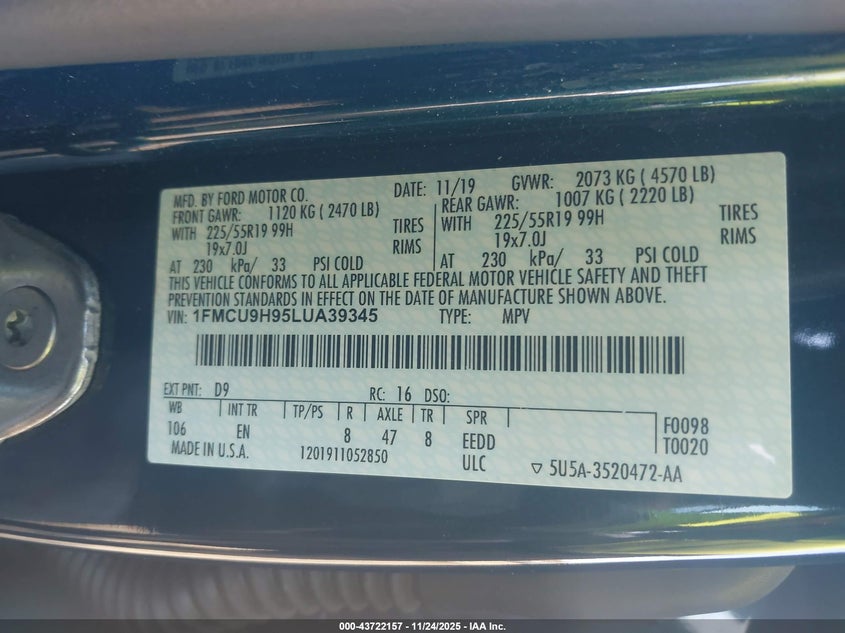 MFD. BY FORD MOTOR CO. DATE: 11/19 GVWR: 2073 KG ( 4570 LB)
FRONT GAWR: 1120 KG ( 2470 LB) REAR GAWR: 1007 KG ( 2220 LB)
WITH 225/55R19 99H TIRES WITH 225/55R19 99H TIRES
19x7.0J RIMS 19x7.0J RIMS
AT 230 kPa/ 33 PSI COLD AT 230 kPa/ 33 PSI COLD
THIS VEHICLE CONFORMS TO ALL APPLICABLE FEDERAL MOTOR VEHICLE SAFETY AND THEFT
PREVENTION STANDARDS IN EFFECT ON THE DATE OF MANUFACTURE SHOWN ABOVE.
VIN: 1FMCU9H95LUA39345 TYPE: MPV
EXT PNT: D9 RC: 16 DSO:
WB INT TR TP/PS R AXLE TR SPR F0098
106 EN 8 47 8 EEDD T0020
MADE IN U.S.A. 1201911052850 ULC ▽ 5U5A-3520472-AA
000-43722157 - 11/24/2025 - IAA Inc.